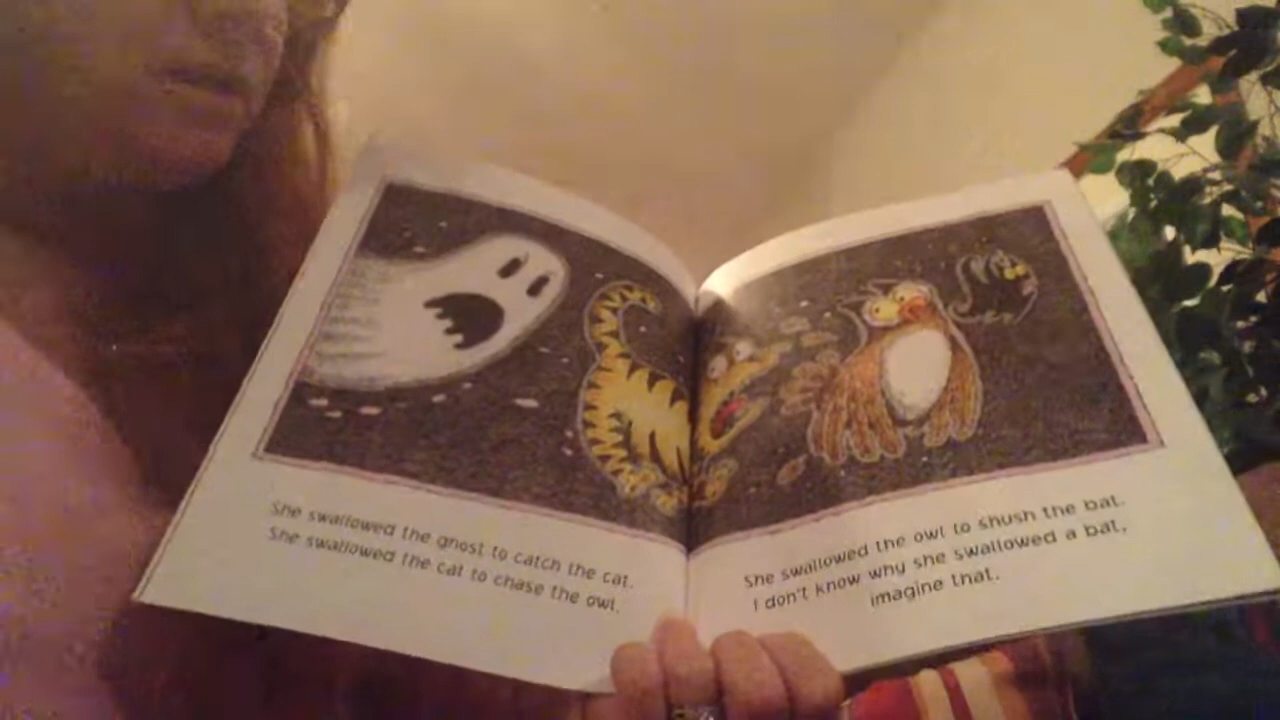 She swallowed the ghost to catch the cat.
She swallowed the cat to chase the owl.
She swallowed the owl to shush the bat.
I don't know why she swallowed a bat,
imagine that.